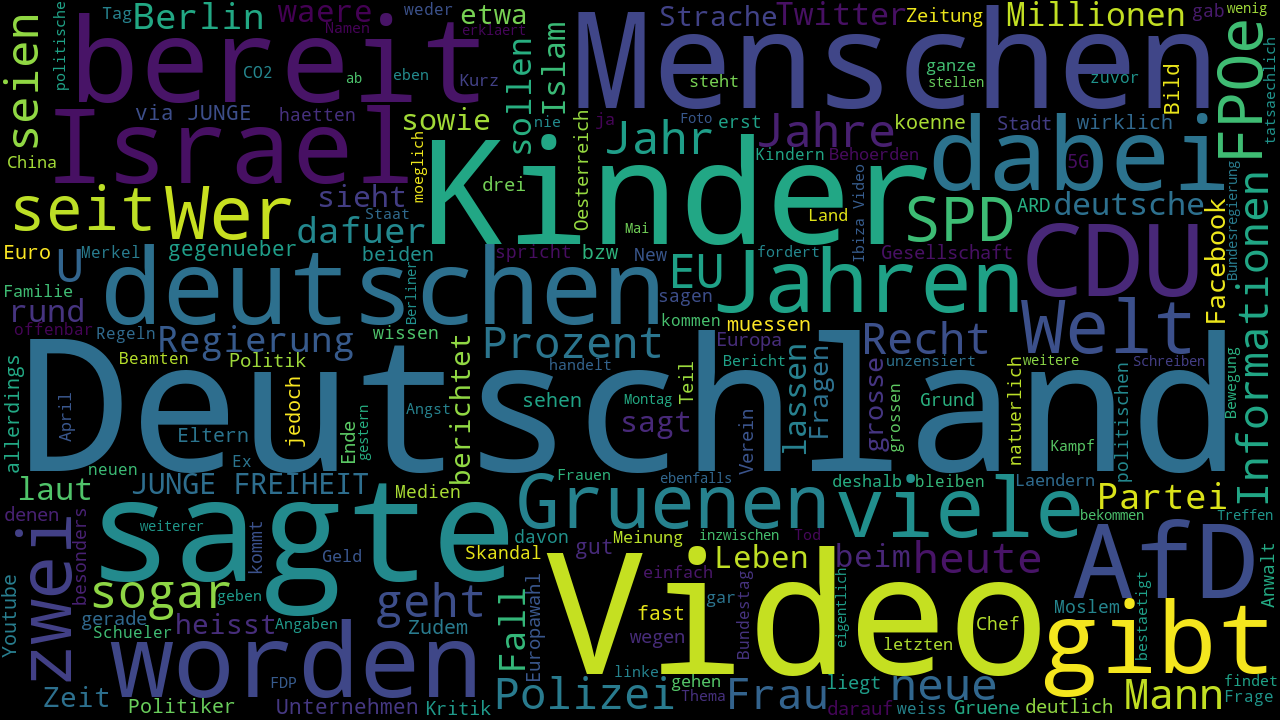 Tag Berlin waere weder etwa Strache Twitter Zeitung Millionen gab wenig
politische bereit Namen erklaert Menschen
seien CO2 ab eben Kurz sollen Islam steht ganze stellen zuvor Bild FPOe tatsaechlich
via JUNGE haetten sowie nie ja Foto erst Jahre koenne Stadt wirklich
Israel moeglich Jahr dabei
China Kinder Oesterreich Kindern Behoerden 5G
drei sieht ARD deutsche
seit Wer Staat Mai Land SPD
dafuer Ibiza Video CDU Bundesregierung
Euro Merkel gegenueber beiden spricht bzw New fordert Gesellschaft Facebook
U deutschen Berliner EU Jahren Informationen
Familie sagen
rund kommen muessen Welt
offenbar Regeln Regierung wissen Prozent Europa Recht
Beamten Politik berichtet handelt Teil Bericht unzensiert weitere Schreiben
allerdings Deutschland lassen Fragen grosse natuerlich politischen Bewegung
April jedoch Angst sehen Montag grossen Grund
Eltern Ende gestern sagt Verein Kampf
neuen Ex
JUNGE FREIHEIT Frauen ebenfalls deshalb bleiben Laendern
laut Medien Gruenen viele Partei
denen weiterer sagte bekommen Treffen
zwei besonders kommt davon Meinung inzwischen Tod
Geld Skandal gut Leben beim heute AfD
Youtube sogar geben einfach Video Anwalt
geht Fall Europawahl fast gar Bundestag eigentlich Moslem bestaetigt
gerade Schueler heisst Angaben Zudem wegen Chef gibt
worden letzten
FDP linke gehen liegt neue findet
Zeit Politiker Unternehmen Kritik Polizei Thema Frau darauf weiss Gruene deutlich Mann Frage